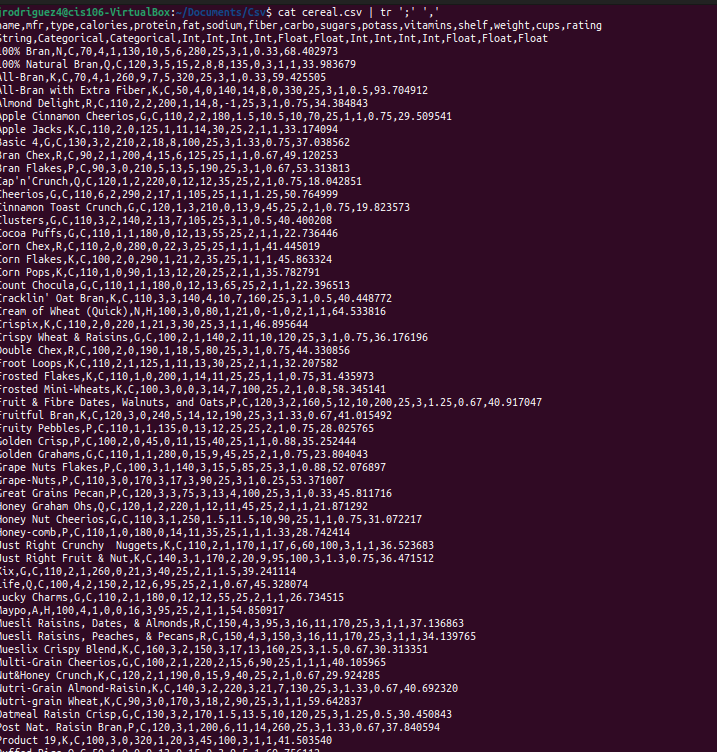 grodriguez4@cis106-VirtualBox:~/Documents/Csv$ cat cereal.csv | tr ';' ','
name,mfr,type,calories,protein,fat,sodium,fiber,carbo,sugars,potass,vitamins,shelf,weight,cups,rating
String,Categorical,Categorical,Int,Int,Int,Int,Float,Float,Int,Int,Int,Int,Float,Float,Float
100% Bran,N,C,70,4,1,130,10,5,6,280,25,3,1,0.33,68.402973
100% Natural Bran,Q,C,120,3,5,15,2,8,8,135,0,3,1,1,33.983679
All-Bran,K,C,70,4,1,260,9,7,5,320,25,3,1,0.33,59.425505
All-Bran with Extra Fiber,K,C,50,4,0,140,14,8,0,330,25,3,1,0.5,93.704912
Almond Delight,R,C,110,2,2,200,1,14,8,-1,25,3,1,0.75,34.384843
Apple Cinnamon Cheerios,G,C,110,2,2,180,1.5,10.5,10,70,25,1,1,0.75,29.509541
Apple Jacks,K,C,110,2,0,125,1,11,14,30,25,2,1,1,33.174094
Basic 4,G,C,130,3,2,210,2,18,8,100,25,3,1.33,0.75,37.038562
Bran Chex,R,C,90,2,1,200,4,15,6,125,25,1,1,0.67,49.120253
Bran Flakes,P,C,90,3,0,210,5,13,5,190,25,3,1,0.67,53.313813
Cap'n'Crunch,Q,C,120,1,2,220,0,12,12,35,25,2,1,0.75,18.042851
Cheerios,G,C,110,6,2,290,2,17,1,105,25,1,1,1.25,50.764999
Cinnamon Toast Crunch,G,C,120,1,3,210,0,13,9,45,25,2,1,0.75,19.823573
Clusters,G,C,110,3,2,140,2,13,7,105,25,3,1,0.5,40.400208
Cocoa Puffs,G,C,110,1,1,180,0,12,13,55,25,2,1,1,22.736446
Corn Chex,R,C,110,2,0,280,0,22,3,25,25,1,1,1,41.445019
Corn Flakes,K,C,100,2,0,290,1,21,2,35,25,1,1,1,45.863324
Corn Pops,K,C,110,1,0,90,1,13,12,20,25,2,1,1,35.782791
Count Chocula,G,C,110,1,1,180,0,12,13,65,25,2,1,1,22.396513
Cracklin' Oat Bran,K,C,110,3,3,140,4,10,7,160,25,3,1,0.5,40.448772
Cream of Wheat (Quick),N,H,100,3,0,80,1,21,0,-1,0,2,1,1,64.533816
Crispix,K,C,110,2,0,220,1,21,3,30,25,3,1,1,46.895644
Crispy Wheat & Raisins,G,C,100,2,1,140,2,11,10,120,25,3,1,0.75,36.176196
Double Chex,R,C,100,2,0,190,1,18,5,80,25,3,1,0.75,44.330856
Froot Loops,K,C,110,2,1,125,1,11,13,30,25,2,1,1,32.207582
Frosted Flakes,K,C,110,1,0,200,1,14,11,25,25,1,1,0.75,31.435973
Frosted Mini-Wheats,K,C,100,3,0,0,3,14,7,100,25,2,1,0.8,58.345141
Fruit & Fibre Dates, Walnuts, and Oats,P,C,120,3,2,160,5,12,10,200,25,3,1.25,0.67,40.917047
Fruitful Bran,K,C,120,3,0,240,5,14,12,190,25,3,1.33,0.67,41.015492
Fruity Pebbles,P,C,110,1,1,135,0,13,12,25,25,2,1,0.75,28.025765
Golden Crisp,P,C,100,2,0,45,0,11,15,40,25,1,1,0.88,35.252444
Golden Grahams,G,C,110,1,1,280,0,15,9,45,25,2,1,0.75,23.804043
Grape Nuts Flakes,P,C,100,3,1,140,3,15,5,85,25,3,1,0.88,52.076897
Grape-Nuts,P,C,110,3,0,170,3,17,3,90,25,3,1,0.25,53.371007
Great Grains Pecan,P,C,120,3,3,75,3,13,4,100,25,3,1,0.33,45.811716
Honey Graham Ohs,Q,C,120,1,2,220,1,12,11,45,25,2,1,1,21.871292
Honey Nut Cheerios,G,C,110,3,1,250,1.5,11.5,10,90,25,1,1,0.75,31.072217
Honey-comb,P,C,110,1,0,180,0,14,11,35,25,1,1,1.33,28.742414
Just Right Crunchy  Nuggets,K,C,110,2,1,170,1,17,6,60,100,3,1,1,36.523683
Just Right Fruit & Nut,K,C,140,3,1,170,2,20,9,95,100,3,1.3,0.75,36.471512
Kix,G,C,110,2,1,260,0,21,3,40,25,2,1,1.5,39.241114
Life,Q,C,100,4,2,150,2,12,6,95,25,2,1,0.67,45.328074
Lucky Charms,G,C,110,2,1,180,0,12,12,55,25,2,1,1,26.734515
Maypo,A,H,100,4,1,0,0,16,3,95,25,2,1,1,54.850917
Muesli Raisins, Dates, & Almonds,R,C,150,4,3,95,3,16,11,170,25,3,1,1,37.136863
Muesli Raisins, Peaches, & Pecans,R,C,150,4,3,150,3,16,11,170,25,3,1,1,34.139765
Mueslix Crispy Blend,K,C,160,3,2,150,3,17,13,160,25,3,1.5,0.67,30.313351
Multi-Grain Cheerios,G,C,100,2,1,220,2,15,6,90,25,1,1,1,40.105965
Nut&Honey Crunch,K,C,120,2,1,190,0,15,9,40,25,2,1,0.67,29.924285
Nutri-Grain Almond-Raisin,K,C,140,3,2,220,3,21,7,130,25,3,1.33,0.67,40.692320
Nutri-grain Wheat,K,C,90,3,0,170,3,18,2,90,25,3,1,1,59.642837
Oatmeal Raisin Crisp,G,C,130,3,2,170,1.5,13.5,10,120,25,3,1.25,0.5,30.450843
Post Nat. Raisin Bran,P,C,120,3,1,200,6,11,14,260,25,3,1.33,0.67,37.840594
Product 19,K,C,100,3,0,320,1,20,3,45,100,3,1,1,41.503540